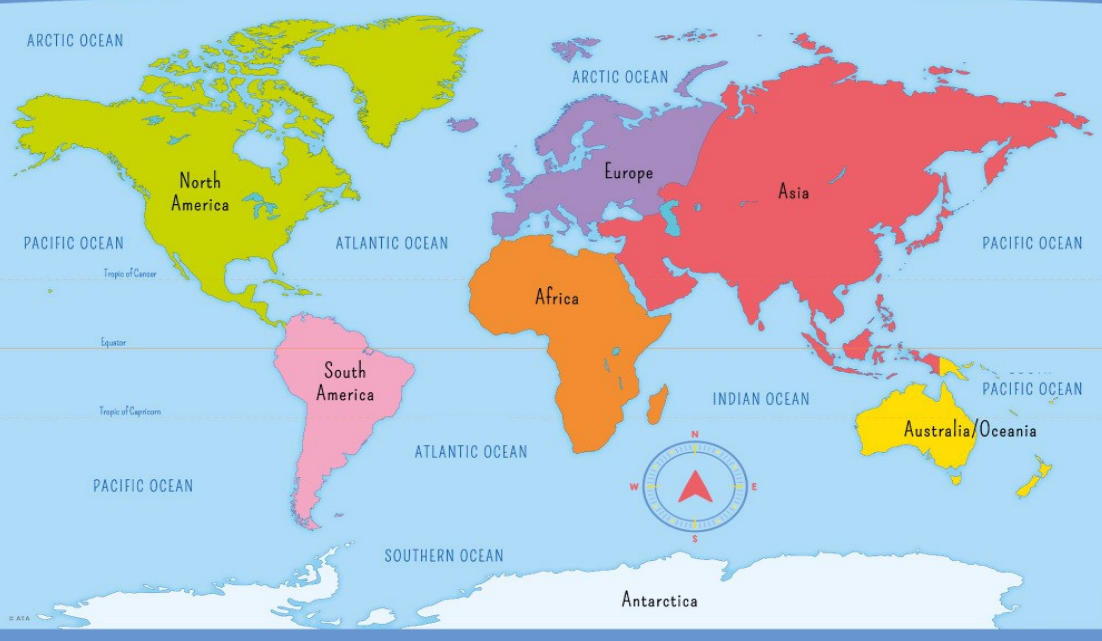 ARCTIC OCEAN
ARCTIC OCEAN
North
America
Europe
Asia
PACIFIC OCEAN
ATLANTIC OCEAN
PACIFIC OCEAN
Tropic of Cancer
Africa
Equator
South
America
PACIFIC OCEAN
INDIAN OCEAN
Tropic of Capricorn
Australia/Oceania
ATLANTIC OCEAN
N
W
E
S
PACIFIC OCEAN
SOUTHERN OCEAN
Antarctica